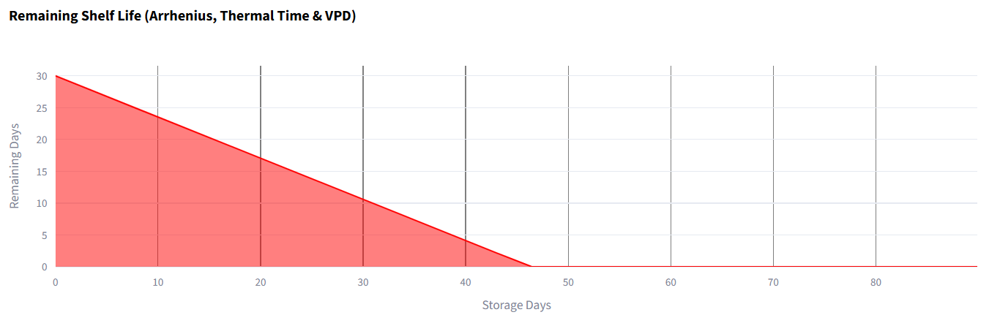 Remaining Shelf Life (Arrhenius, Thermal Time & VPD)
30
25
20
15
10
5
0
Remaining Days
0 10 20 30 40 50 60 70 80
Storage Days